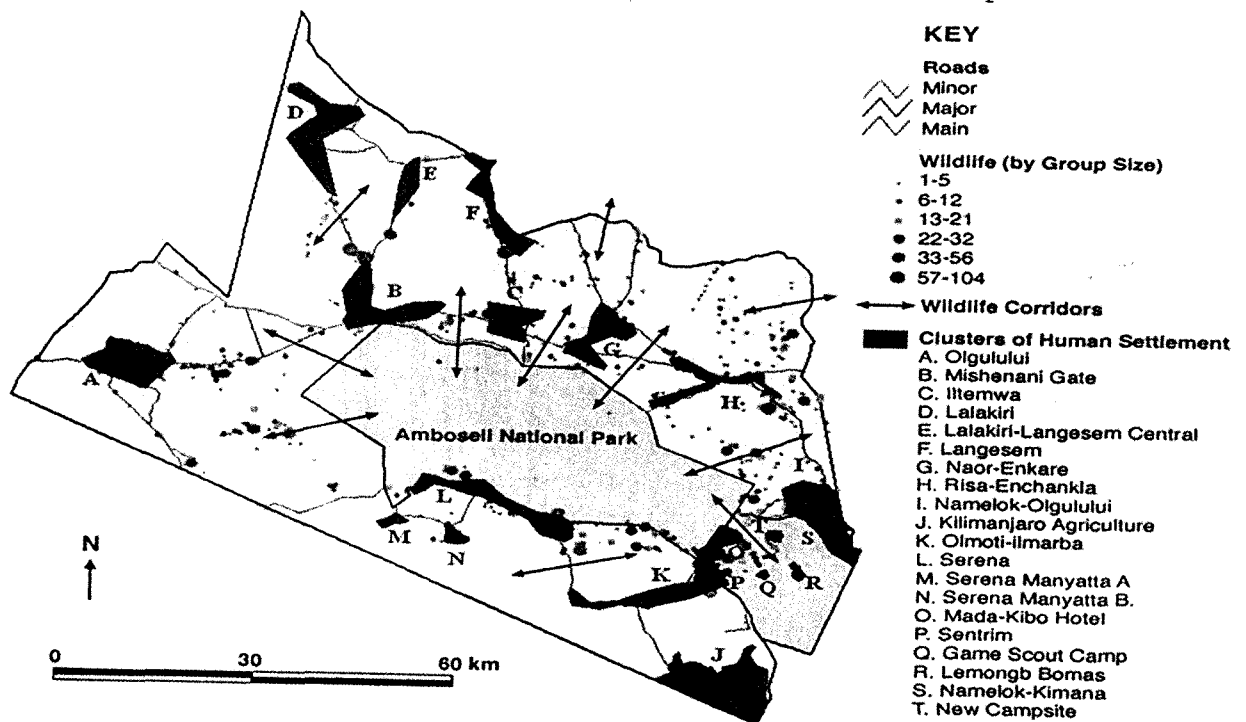 KEY
Roads
Minor
Major
Main
Wildlife (by Group Size)
1-5
6-12
13-21
22-32
33-56
57-104
Wildlife Corridors
Clusters of Human Settlement
A. Olgulului
B. Mishenani Gate
C. Iltemwa
D. Lalakiri
E. Lalakiri-Langesem Central
F. Langesem
G. Naor-Enkare
H. Risa-Enchankla
I. Namelok-Olgulului
J. Kilimanjaro Agriculture
K. Olmoti-ilmarba
L. Serena
M. Serena Manyatta A
N. Serena Manyatta B.
O. Mada-Kibo Hotel
P. Sentrim
Q. Game Scout Camp
R. Lemongb Bomas
S. Namelok-Kimana
T. New Campsite
D
E
F
B
C
G
A
H
Amboseli National Park
I
L
M
N
T
S
O
K
P
Q
R
J
N
0 30 60 km